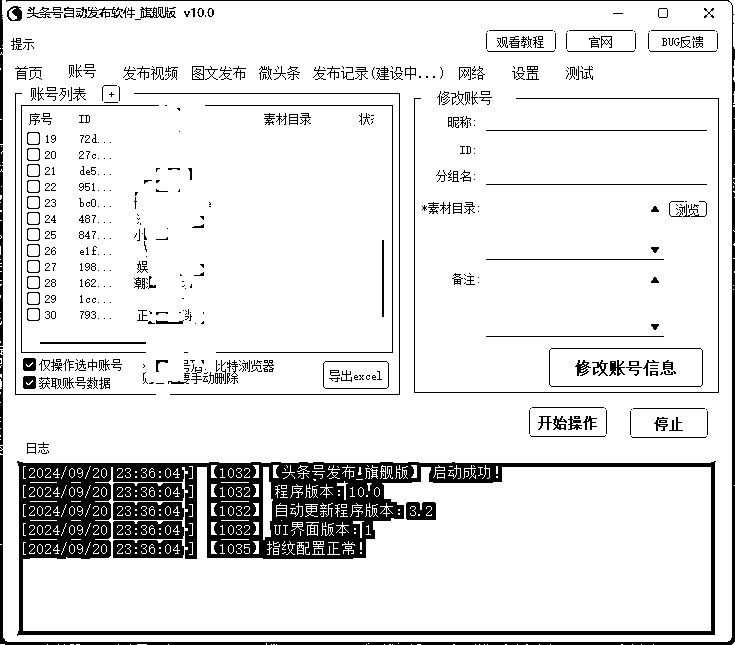 头条号自动发布软件_旗舰版 v10.0
提示
观看教程 官网 BUG反馈
首页 账号 发布视频 图文发布 微头条 发布记录(建设中...) 网络 设置 测试
账号列表 +
序号 ID 素材目录
19 72d...
20 27c...
21 de5...
22 951...
23 bc0...
24 487...
25 847... 小
26 e1f...
27 198... 娱
28 162... 潮
29 1cc...
30 793... 正
仅操作选中账号 比特浏览器
获取账号数据 要手动删除
导出excel
修改账号
昵称:
ID:
分组名:
*素材目录: 浏览
备注:
修改账号信息
开始操作 停止
日志
[2024/09/20 23:36:04] 【1032】 【头条号发布_旗舰版】 启动成功!
[2024/09/20 23:36:04] 【1032】 程序版本:10.0
[2024/09/20 23:36:04] 【1032】 自动更新程序版本:3.2
[2024/09/20 23:36:04] 【1032】 UI界面版本:1
[2024/09/20 23:36:04] 【1035】指纹配置正常!